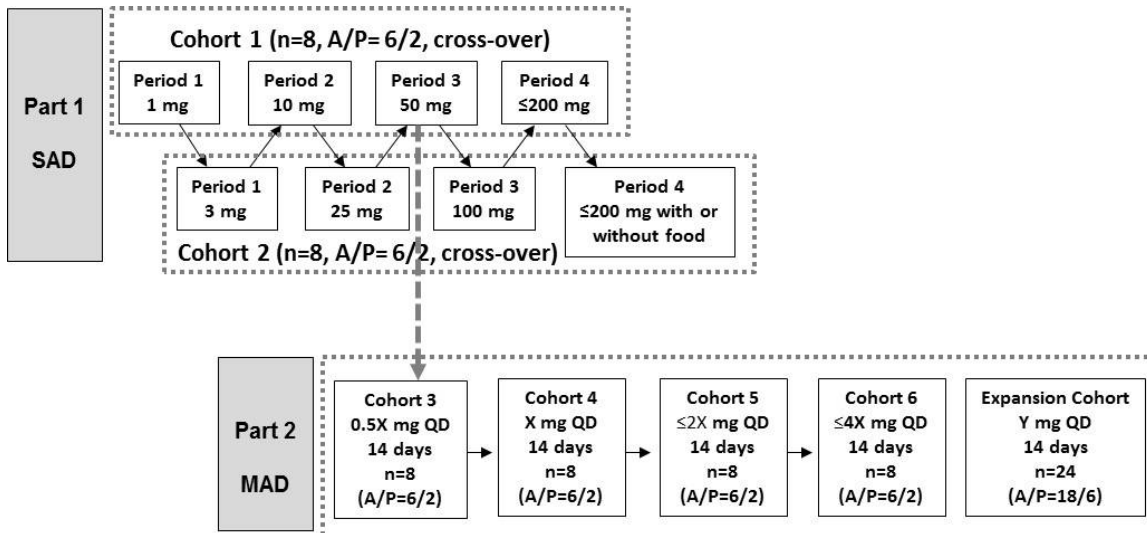 Part 1
SAD
Cohort 1 (n=8, A/P= 6/2, cross-over)
Period 1
1 mg
Period 2
10 mg
Period 3
50 mg
Period 4
≤200 mg
Period 1
3 mg
Period 2
25 mg
Period 3
100 mg
Period 4
≤200 mg with or
without food
Cohort 2 (n=8, A/P= 6/2, cross-over)
Part 2
MAD
Cohort 3
0.5X mg QD
14 days
n=8
(A/P=6/2)
Cohort 4
X mg QD
14 days
n=8
(A/P=6/2)
Cohort 5
≤2X mg QD
14 days
n=8
(A/P=6/2)
Cohort 6
≤4X mg QD
14 days
n=8
(A/P=6/2)
Expansion Cohort
Y mg QD
14 days
n=24
(A/P=18/6)